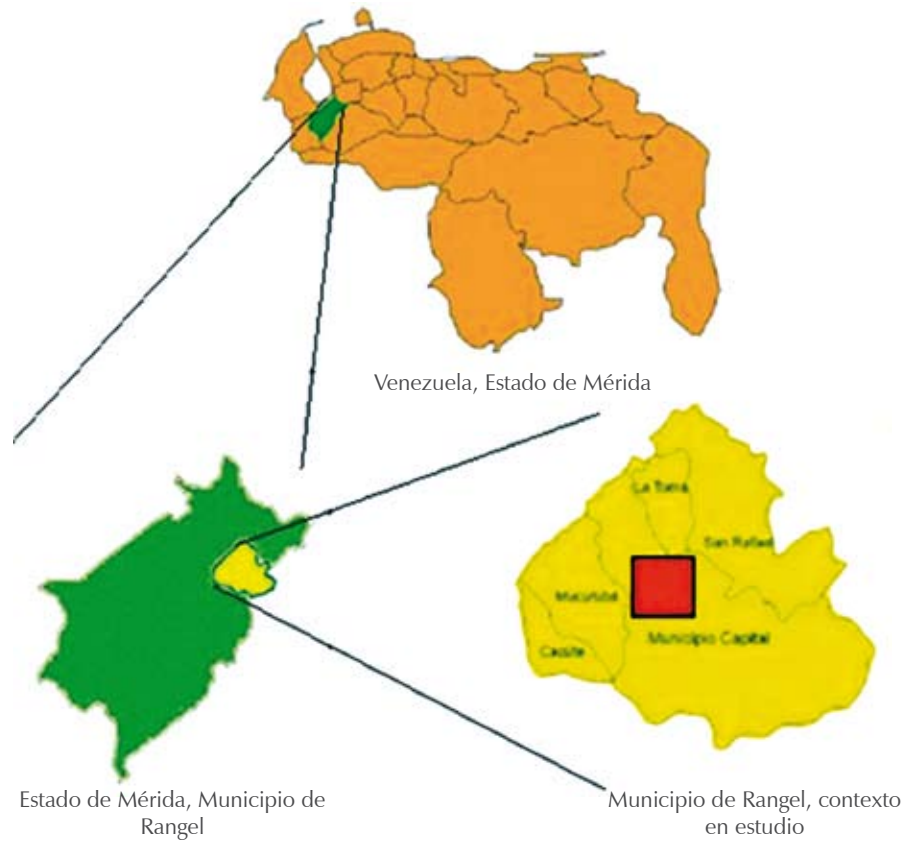 Venezuela, Estado de Mérida
La Toma
San Rafael
Mucurubá
Municipio Capital
Cacute
Estado de Mérida, Municipio de
Rangel
Municipio de Rangel, contexto
en estudio